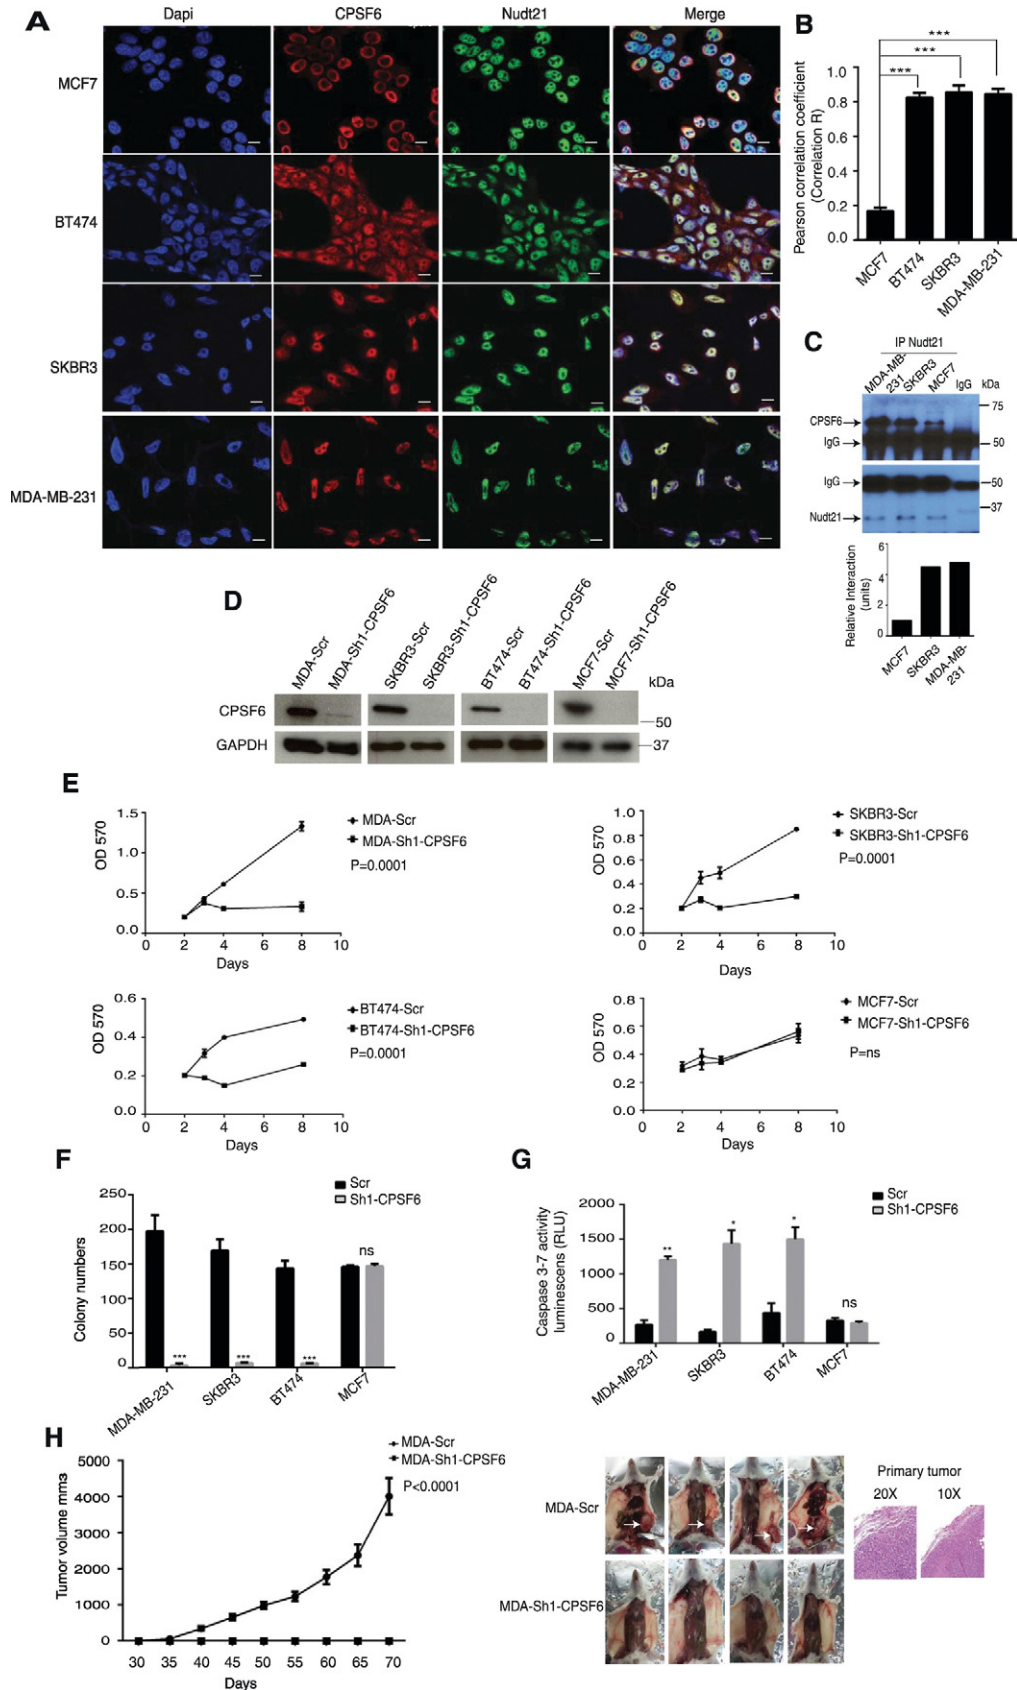 A
Dapi CPSF6 Nudt21 Merge
MCF7
BT474
SKBR3
MDA-MB-231
B
***
***
***
Pearson correlation coefficient
(Correlation R)
1.0
0.8
0.6
0.4
0.2
0.0
MCF7 BT474 SKBR3 MDA-MB-231
C
IP Nudt21
MDA-MB-
231 SKBR3 MCF7 IgG kDa
75
CPSF6
IgG 50
IgG 50
37
Nudt21
Relative Interaction
(units)
6
4
2
0
MCF7 SKBR3 MDA-MB-
231
D
MDA-Scr MDA-Sh1-CPSF6 SKBR3-Scr SKBR3-Sh1-CPSF6 BT474-Scr BT474-Sh1-CPSF6 MCF7-Scr MCF7-Sh1-CPSF6
kDa
CPSF6 50
GAPDH 37
E
OD 570
1.5
1.0
0.5
0.0
0 2 4 6 8 10
Days
MDA-Scr
MDA-Sh1-CPSF6
P=0.0001
OD 570
1.0
0.8
0.6
0.4
0.2
0.0
0 2 4 6 8 10
Days
SKBR3-Scr
SKBR3-Sh1-CPSF6
P=0.0001
OD 570
0.6
0.4
0.2
0.0
0 2 4 6 8 10
Days
BT474-Scr
BT474-Sh1-CPSF6
P=0.0001
OD 570
0.8
0.6
0.4
0.2
0.0
0 2 4 6 8 10
Days
MCF7-Scr
MCF7-Sh1-CPSF6
P=ns
F
Scr
Sh1-CPSF6
Colony numbers
250
200
150
100
50
0
*** *** *** ns
MDA-MB-231 SKBR3 BT474 MCF7
G
Scr
Sh1-CPSF6
Caspase 3-7 activity
luminescens (RLU)
2000
1500
1000
500
0
** * * ns
MDA-MB-231 SKBR3 BT474 MCF7
H
MDA-Scr
MDA-Sh1-CPSF6
P<0.0001
Tumor volume mm3
5000
4000
3000
2000
1000
0
30 35 40 45 50 55 60 65 70
Days
MDA-Scr
MDA-Sh1-CPSF6
Primary tumor
20X 10X